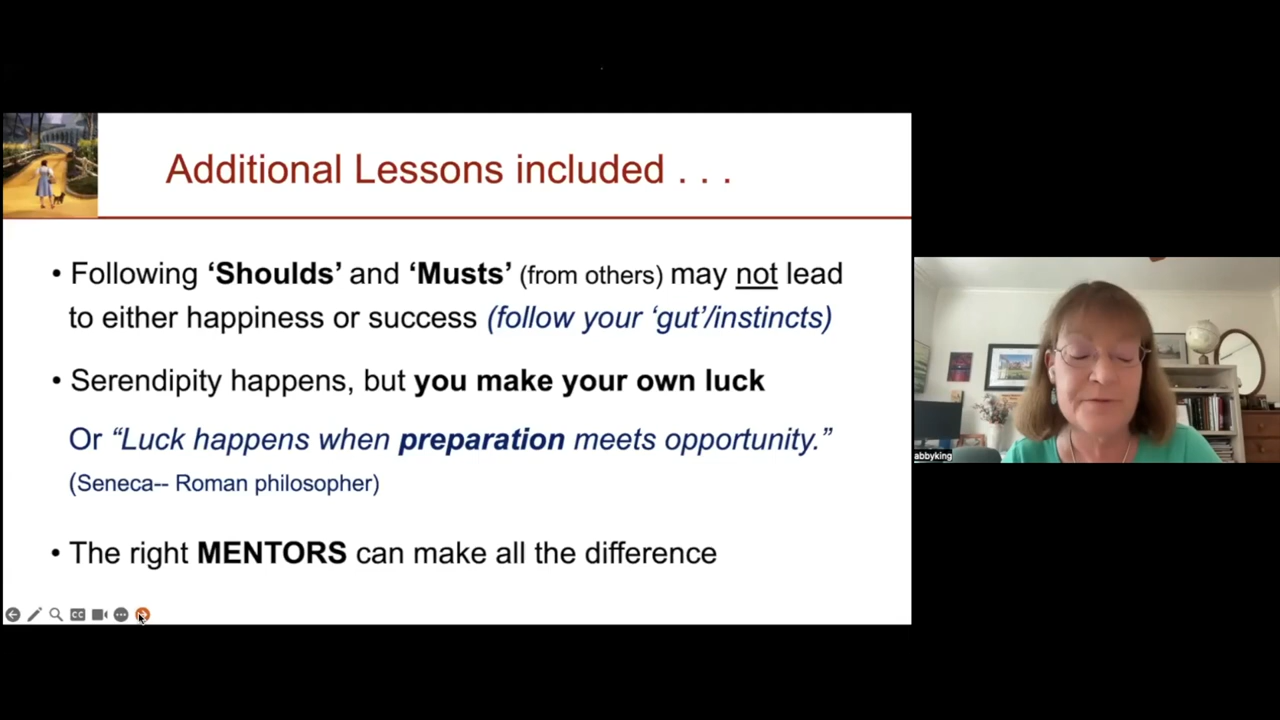 Additional Lessons included . . .
• Following ‘Shoulds’ and ‘Musts’ (from others) may not lead
to either happiness or success (follow your ‘gut’/instincts)
• Serendipity happens, but you make your own luck
Or “Luck happens when preparation meets opportunity.”
(Seneca-- Roman philosopher)
• The right MENTORS can make all the difference
CC
abbyking